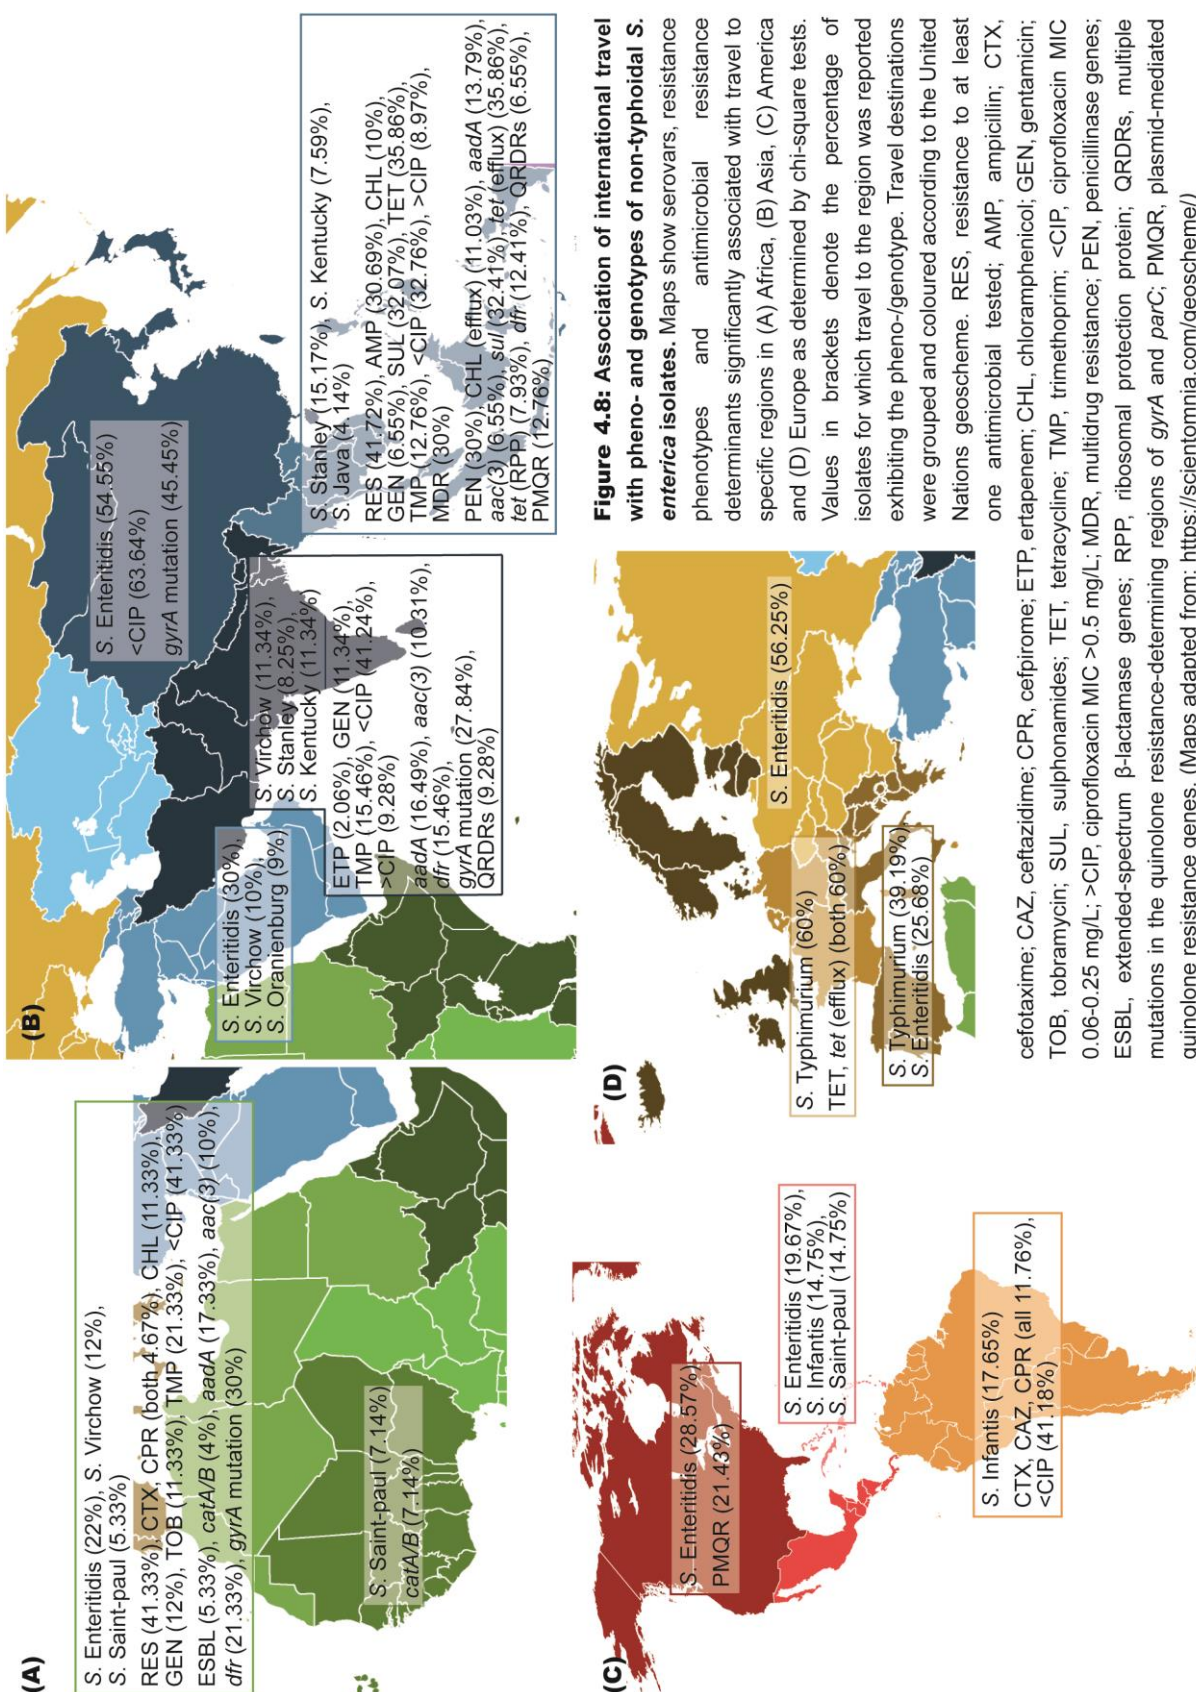 (A)
S. Enteritidis (22%), S. Virchow (12%),
S. Saint-paul (5.33%)
RES (41.33%), CTX, CPR (both 4.67%), CHL (11.33%),
GEN (12%), TOB (11.33%), TMP (21.33%), <CIP (41.33%)
ESBL (5.33%), catA/B (4%), aadA (17.33%), aac(3) (10%),
dfr (21.33%), gyrA mutation (30%)
S. Saint-paul (7.14%)
catA/B (7.14%)
(B)
S. Enteritidis (54.55%)
<CIP (63.64%)
gyrA mutation (45.45%)
S. Enteritidis (30%),
S. Virchow (10%),
S. Oranienburg (9%)
S. Virchow (11.34%),
S. Stanley (8.25%),
S. Kentucky (11.34%)
ETP (2.06%), GEN (11.34%),
TMP (15.46%), <CIP (41.24%),
>CIP (9.28%)
aadA (16.49%), aac(3) (10.31%),
dfr (15.46%),
gyrA mutation (27.84%),
QRDRs (9.28%)
S. Stanley (15.17%), S. Kentucky (7.59%),
S. Java (4.14%)
RES (41.72%), AMP (30.69%), CHL (10%),
GEN (6.55%), SUL (32.07%), TET (35.86%),
TMP (12.76%), <CIP (32.76%), >CIP (8.97%),
MDR (30%)
PEN (30%), CHL (efflux) (11.03%), aadA (13.79%),
aac(3) (6.55%), sul (32.41%), tet (efflux) (35.86%),
tet (RPP) (7.93%), dfr (12.41%), QRDRs (6.55%),
PMQR (12.76%)
(C)
S. Enteritidis (28.57%)
PMQR (21.43%)
S. Enteritidis (19.67%),
S. Infantis (14.75%),
S. Saint-paul (14.75%)
S. Infantis (17.65%)
CTX, CAZ, CPR (all 11.76%)
<CIP (41.18%)
(D)
S. Enteritidis (56.25%)
S. Typhimurium (60%)
TET, tet (efflux) (both 60%)
S. Typhimurium (39.19%)
S. Enteritidis (25.68%)
Figure 4.8: Association of international travel
with pheno- and genotypes of non-typhoidal S.
enterica isolates. Maps show serovars, resistance
phenotypes and antimicrobial resistance
determinants significantly associated with travel to
specific regions in (A) Africa, (B) Asia, (C) America
and (D) Europe as determined by chi-square tests.
Values in brackets denote the percentage of
isolates for which travel to the region was reported
exhibiting the pheno-/genotype. Travel destinations
were grouped and coloured according to the United
Nations geoscheme. RES, resistance to at least
one antimicrobial tested; AMP, ampicillin; CTX,
cefotaxime; CAZ, ceftazidime; CPR, cefpirome; ETP, ertapenem; CHL, chloramphenicol; GEN, gentamicin;
TOB, tobramycin; SUL, sulphonamides; TET, tetracycline; TMP, trimethoprim; <CIP, ciprofloxacin MIC
0.06-0.25 mg/L; >CIP, ciprofloxacin MIC >0.5 mg/L; MDR, multidrug resistance; PEN, penicillinase genes;
ESBL, extended-spectrum β-lactamase genes; RPP, ribosomal protection protein; QRDRs, multiple
mutations in the quinolone resistance-determining regions of gyrA and parC; PMQR, plasmid-mediated
quinolone resistance genes. (Maps adapted from: https://scientomnia.com/geoscheme/)